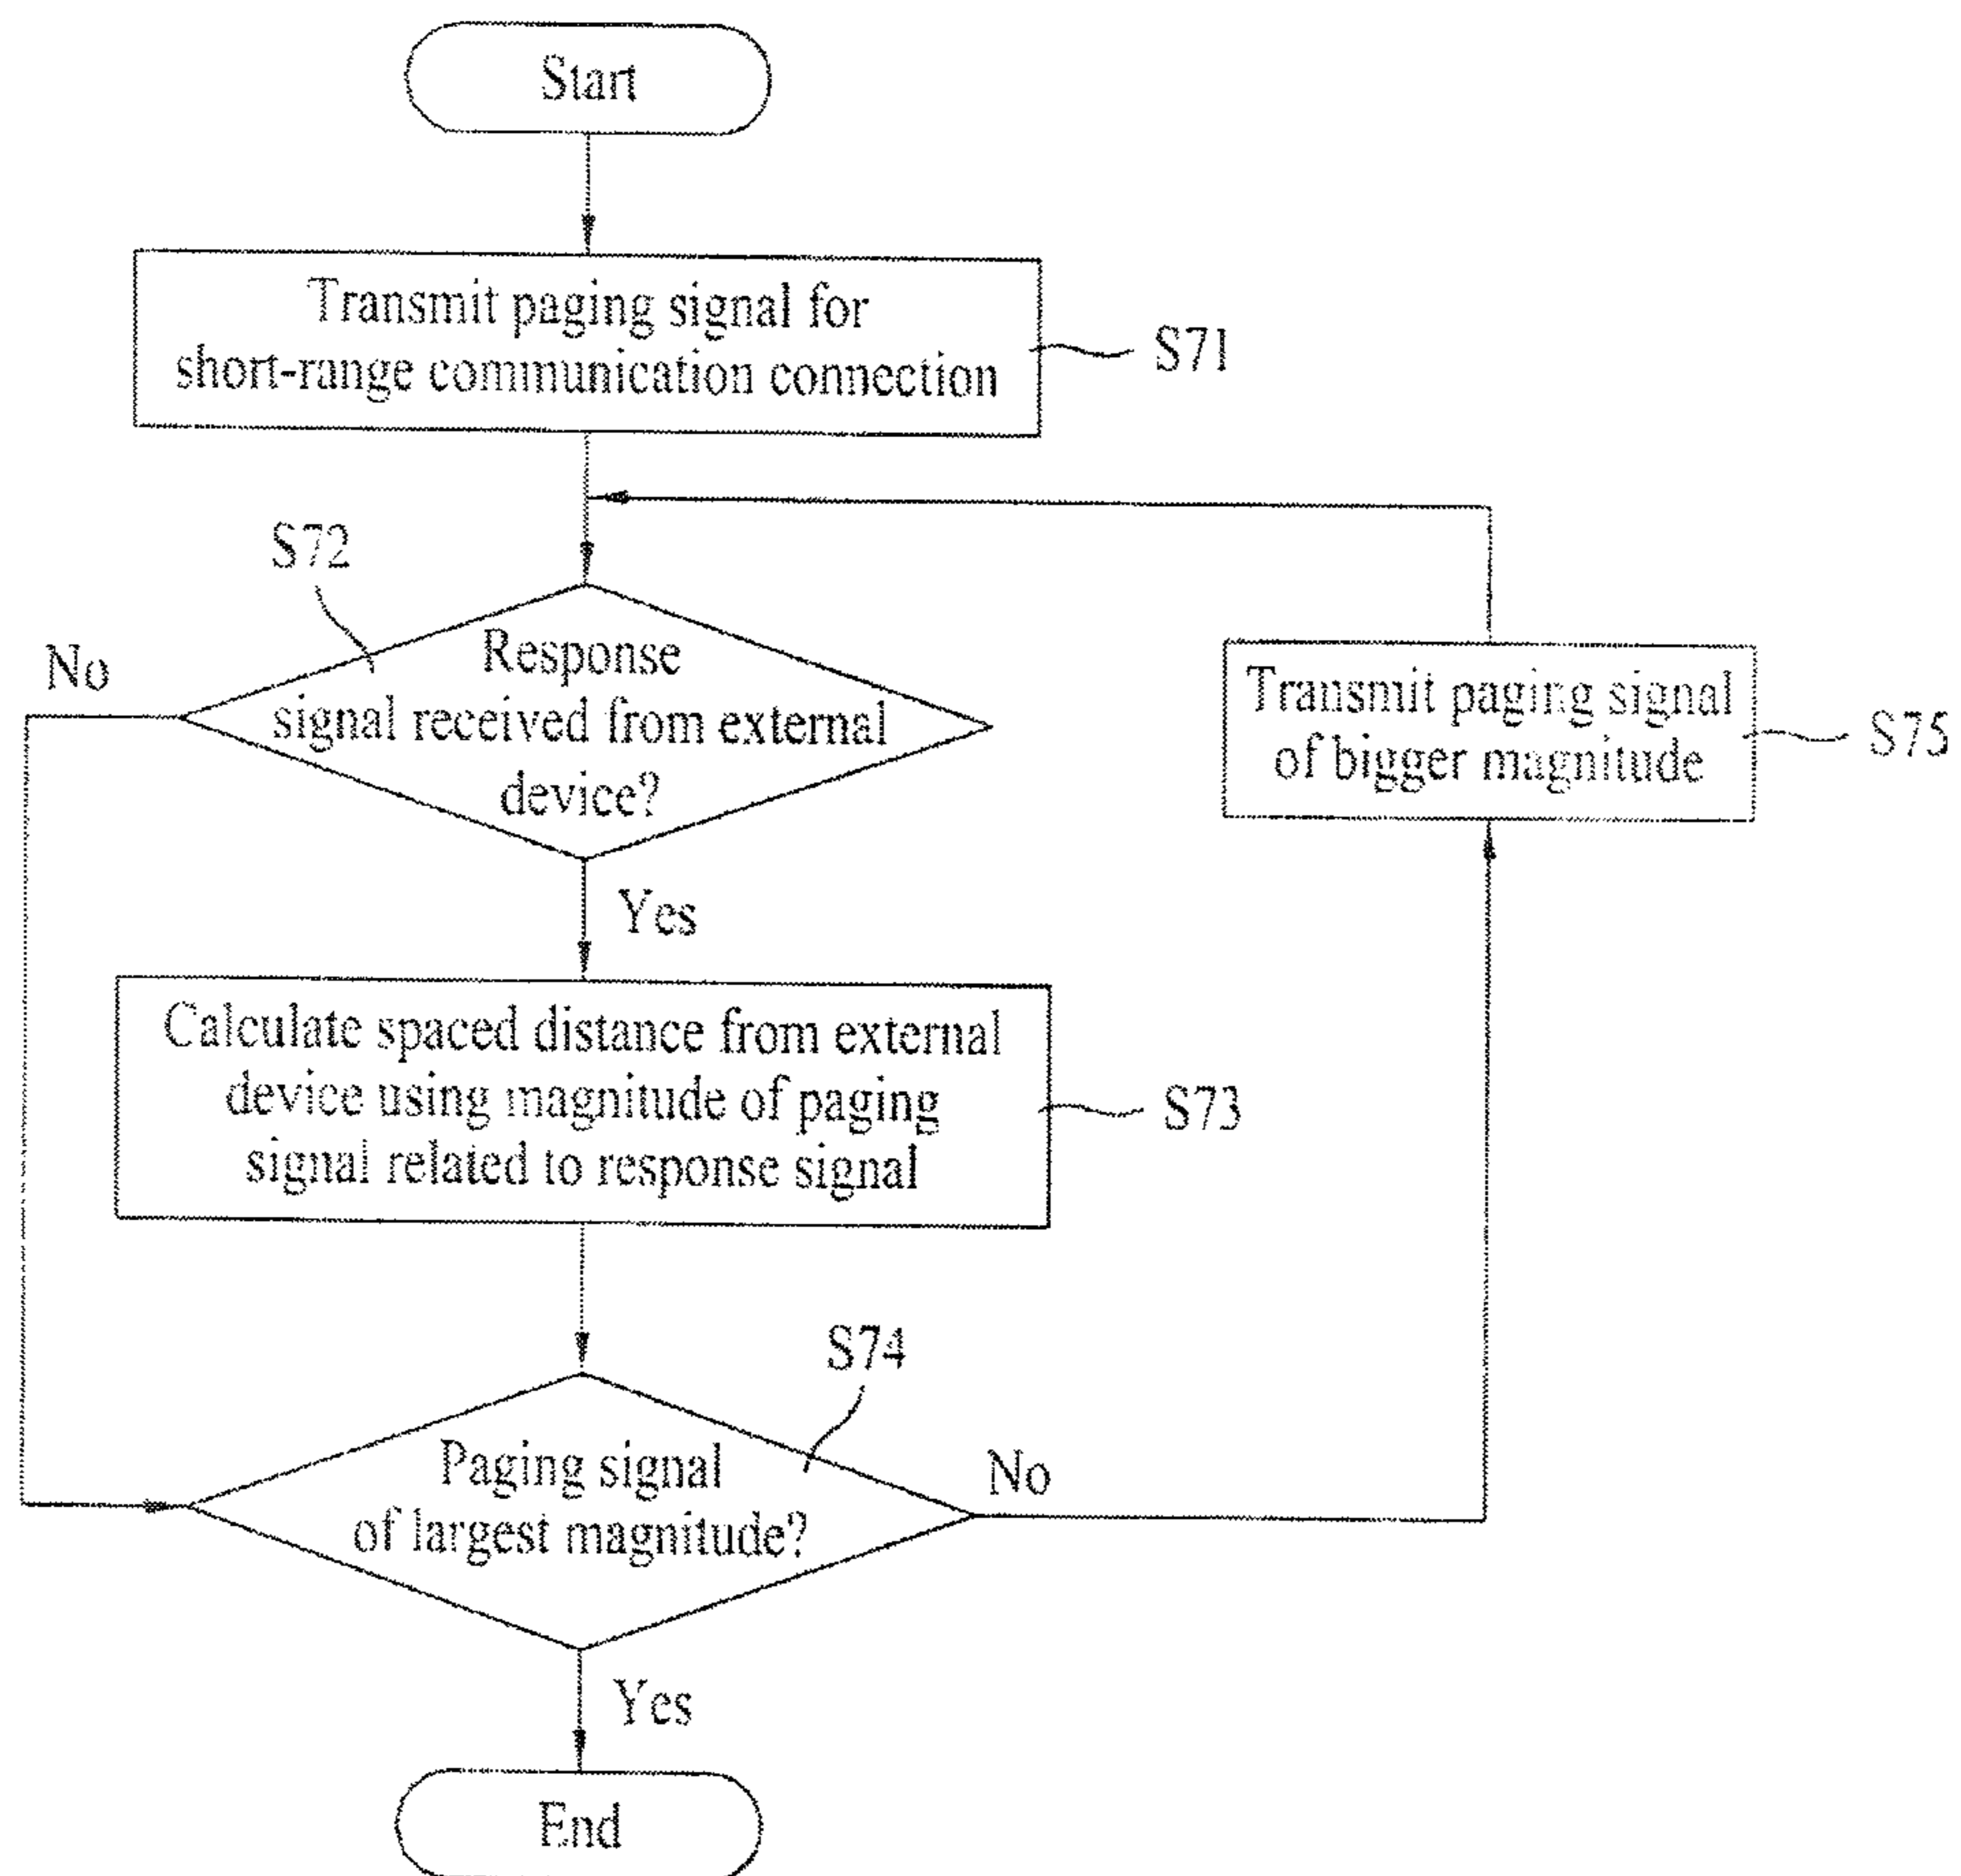 Start
Transmit paging signal for
short-range communication connection
S71
S72
No
Response
signal received from external
device?
Transmit paging signal
of bigger magnitude
S75
Yes
Calculate spaced distance from external
device using magnitude of paging
signal related to response signal
S73
S74
Paging signal
of largest magnitude?
No
Yes
End